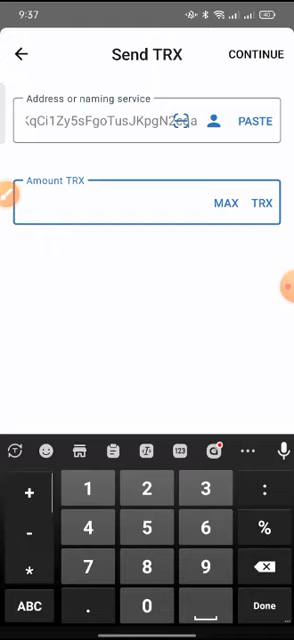 9:37
40
Send TRX
CONTINUE
Address or naming service
PASTE
Amount TRX
MAX TRX
+ 1 2 3 :
- 4 5 6 %
* 7 8 9
ABC . 0 Done